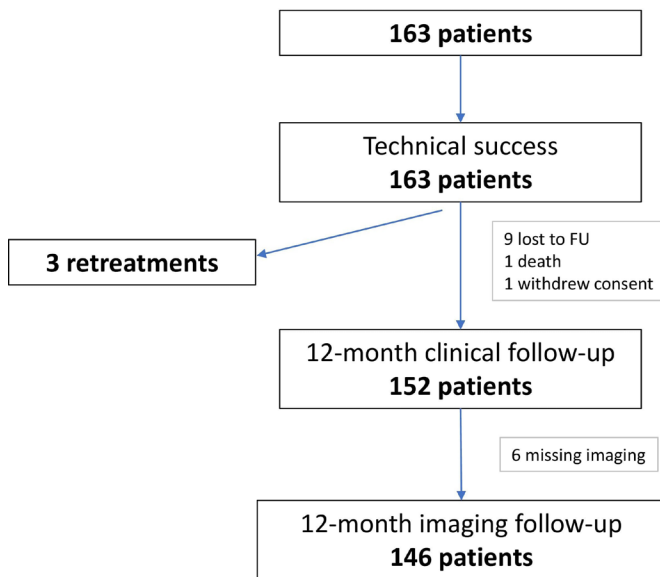 163 patients
Technical success
163 patients
3 retreatments
9 lost to FU
1 death
1 withdrew consent
12-month clinical follow-up
152 patients
6 missing imaging
12-month imaging follow-up
146 patients